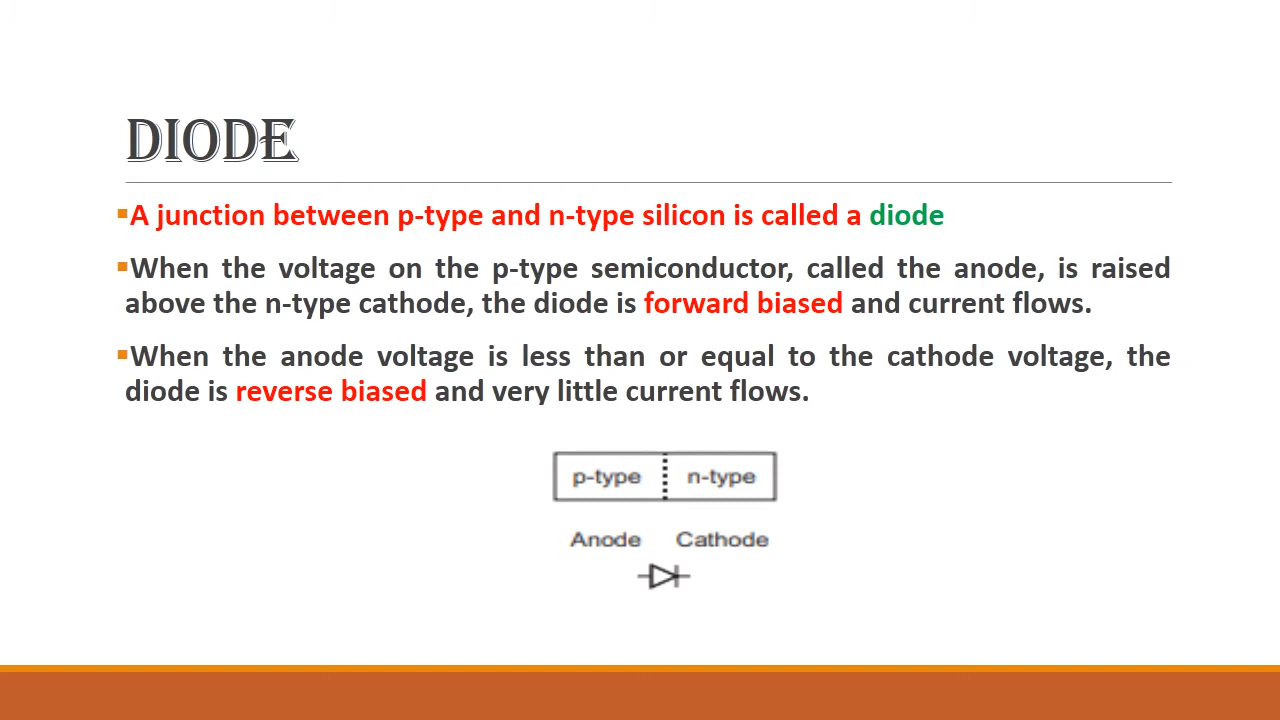 DIODE
▪A junction between p-type and n-type silicon is called a diode
▪When the voltage on the p-type semiconductor, called the anode, is raised
above the n-type cathode, the diode is forward biased and current flows.
▪When the anode voltage is less than or equal to the cathode voltage, the
diode is reverse biased and very little current flows.
p-type n-type
Anode Cathode